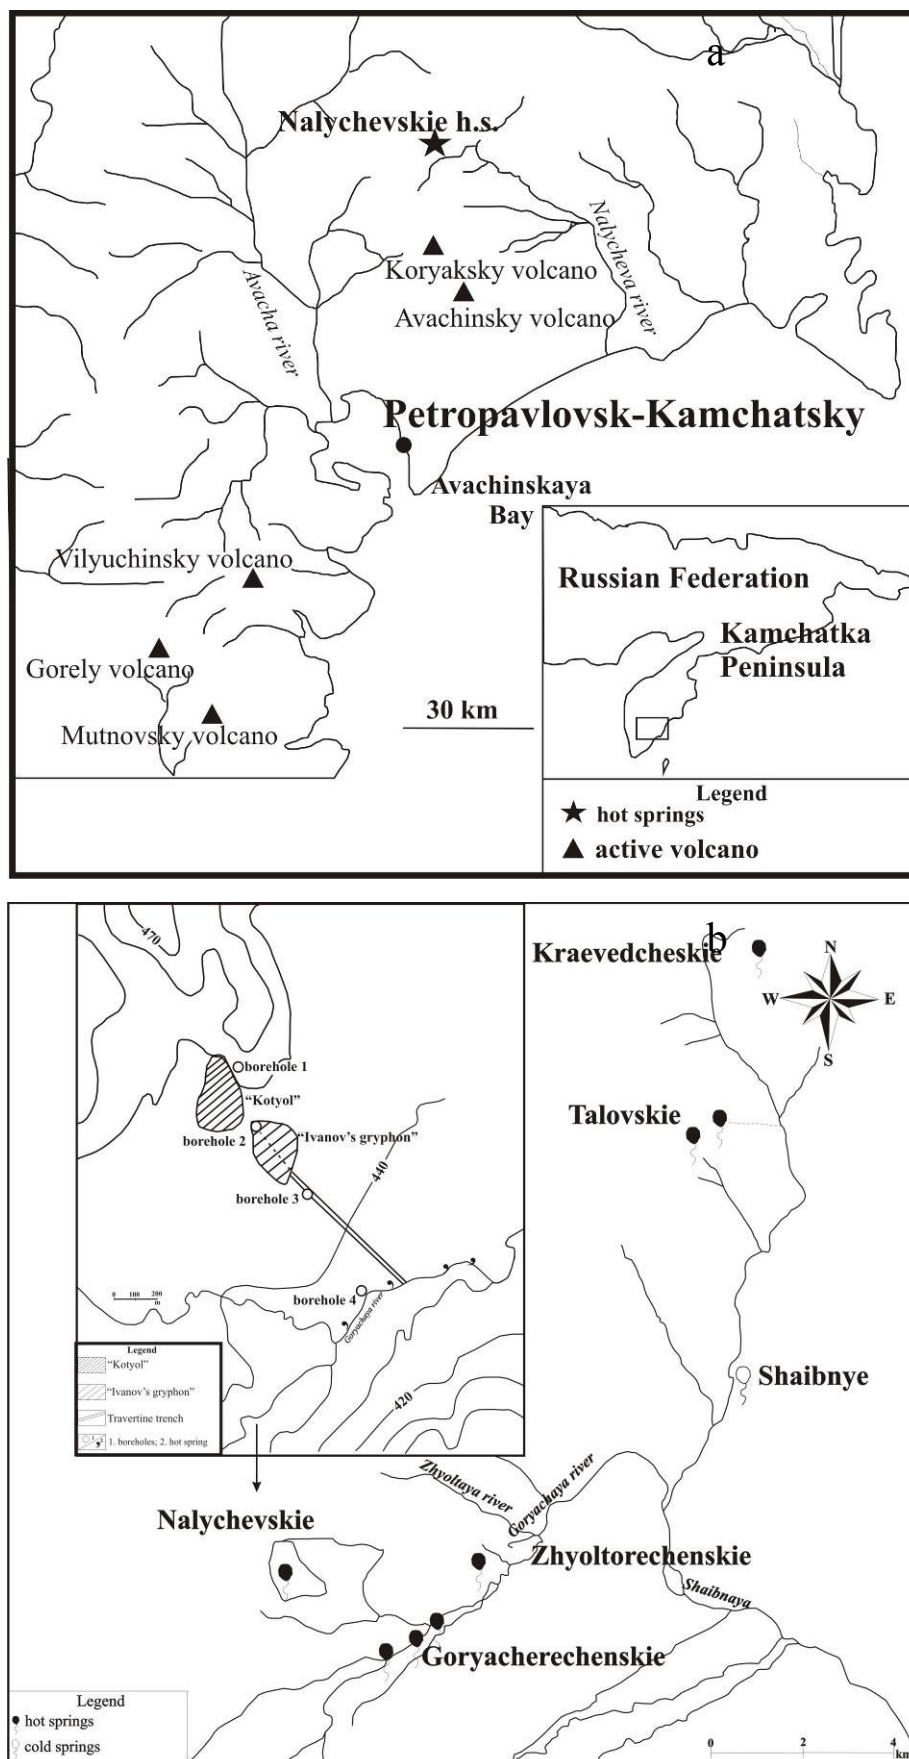 a
Nalychevskie h.s.
Nalycheva river
Koryaksky volcano
Avacha river
Avachinsky volcano
Petropavlovsk-Kamchatsky
Avachinskaya
Bay
Vilyuchinsky volcano
Russian Federation
Kamchatka
Peninsula
Gorely volcano
30 km
Mutnovsky volcano
Legend
hot springs
active volcano
b
470
Kraevedcheskie
N
W
E
S
borehole 1
"Kotyol"
borehole 2
"Ivanov's gryphon"
Talovskie
440
borehole 3
borehole 4
0 100 200
m
Goryachaya river
Legend
"Kotyol"
"Ivanov's gryphon"
Travertine trench
1. boreholes; 2. hot spring
420
Shaibnye
Zhyoltaya river
Goryachaya river
Nalychevskie
Zhyoltorechenskie
Shaibnaya
Goryacherechenskie
Legend
hot springs
cold springs
0 2 4
km